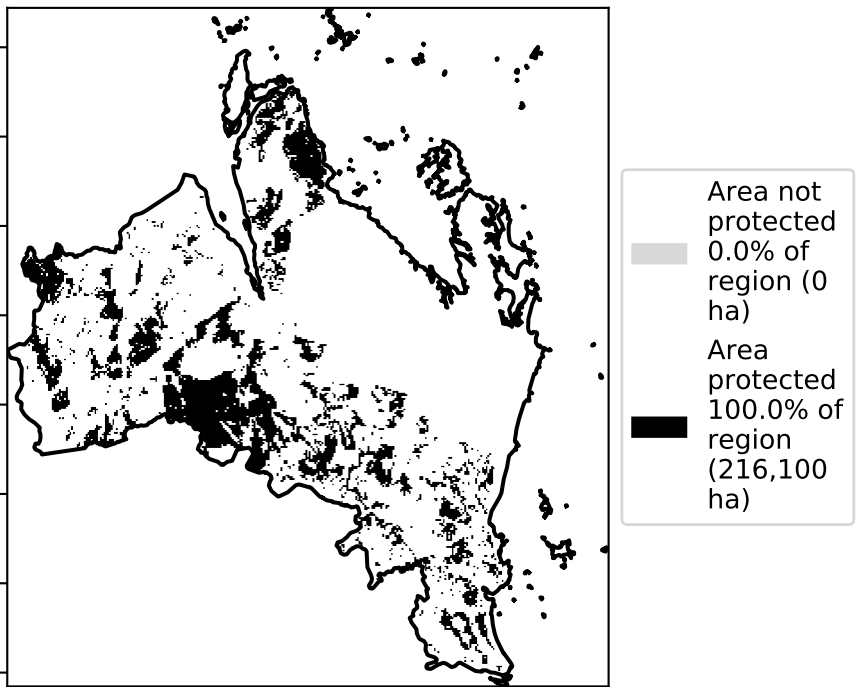 Area not
protected
0.0% of
region (0
ha)
Area
protected
100.0% of
region
(216,100
ha)